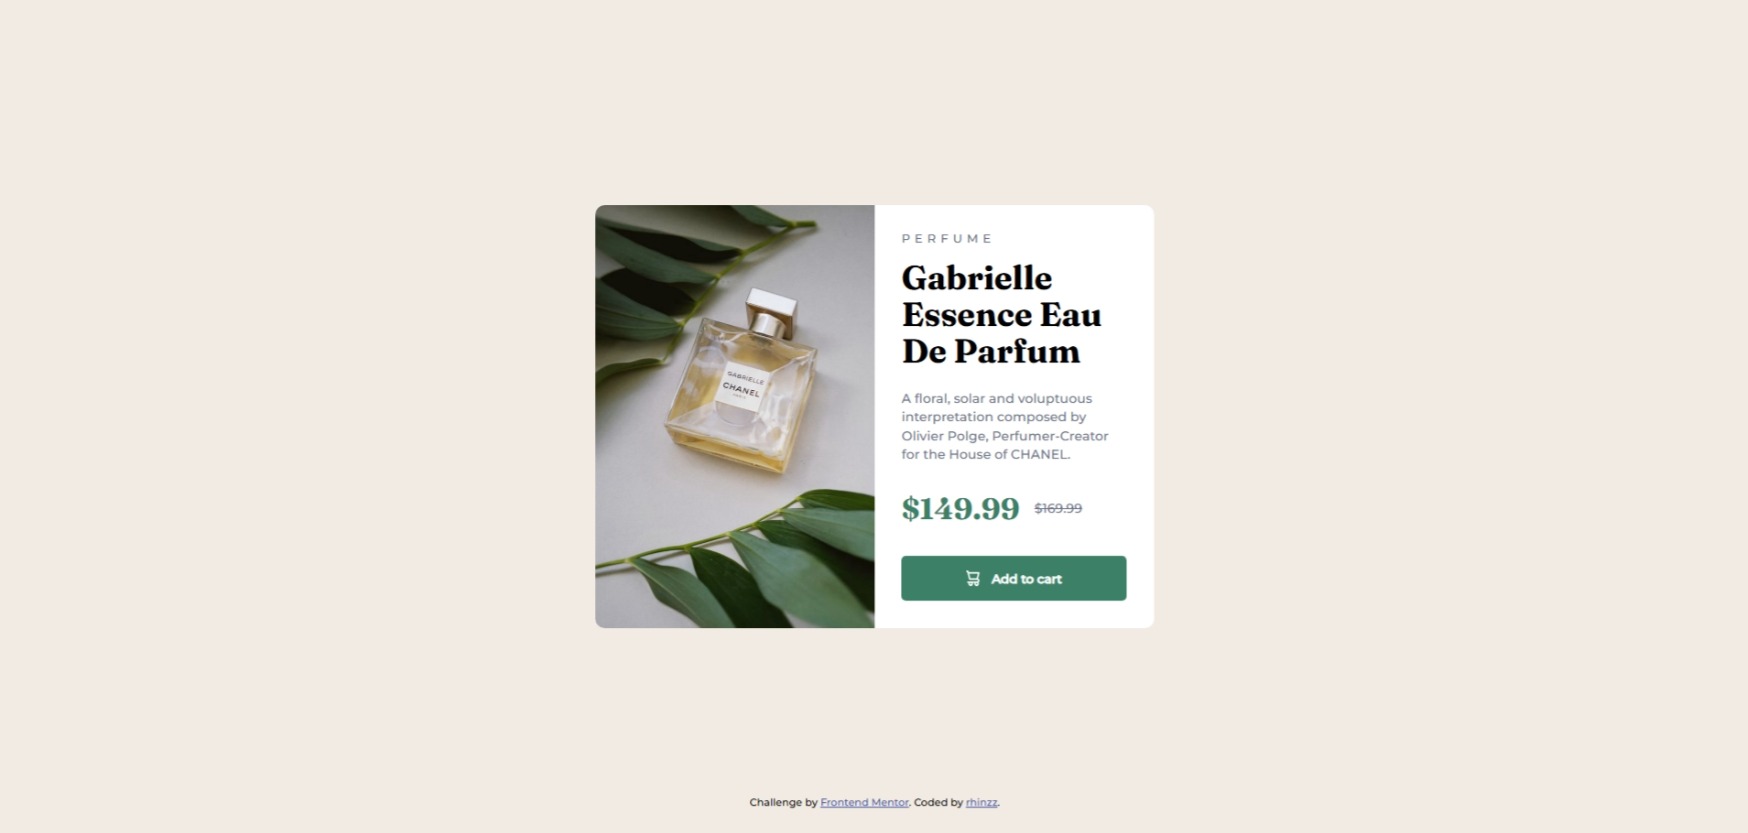 GABRIELLE
CHANEL
PARIS
PERFUME
Gabrielle
Essence Eau
De Parfum
A floral, solar and voluptuous
interpretation composed by
Olivier Polge, Perfumer-Creator
for the House of CHANEL.
$149.99 $169.99
Add to cart
Challenge by Frontend Mentor. Coded by rhinzz.